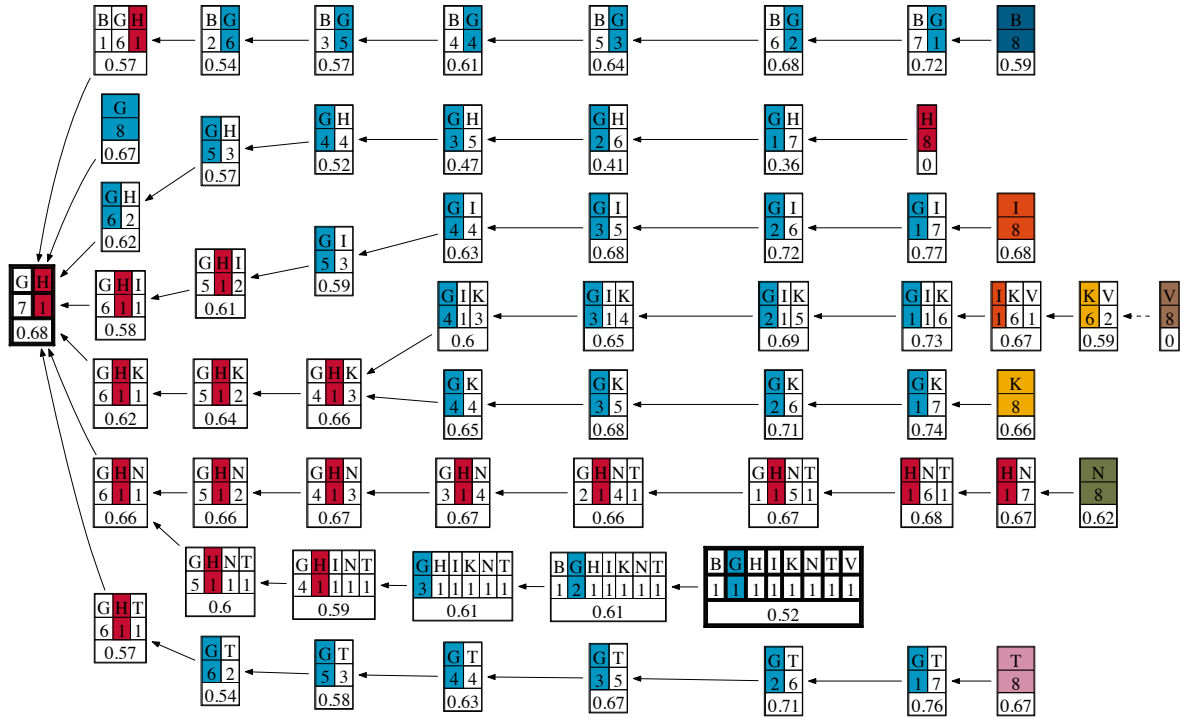 B G H
1 6 1
0.57
B G
2 6
0.54
B G
3 5
0.57
B G
4 4
0.61
B G
5 3
0.64
B G
6 2
0.68
B G
7 1
0.72
B
8
0.59
G
8
0.67
G H
5 3
0.57
G H
4 4
0.52
G H
3 5
0.47
G H
2 6
0.41
G H
1 7
0.36
H
8
0
G H
6 2
0.62
G H
7 1
0.68
G H I
6 1 1
0.58
G H I
5 1 2
0.61
G I
5 3
0.59
G I
4 4
0.63
G I
3 5
0.68
G I
2 6
0.72
G I
1 7
0.77
I
8
0.68
G I K
4 1 3
0.6
G I K
3 1 4
0.65
G I K
2 1 5
0.69
G I K
1 1 6
0.73
I K V
1 6 1
0.67
K V
6 2
0.59
V
8
0
G H K
6 1 1
0.62
G H K
5 1 2
0.64
G H K
4 1 3
0.66
G K
4 4
0.65
G K
3 5
0.68
G K
2 6
0.71
G K
1 7
0.74
K
8
0.66
G H N
6 1 1
0.66
G H N
5 1 2
0.66
G H N
4 1 3
0.67
G H N
3 1 4
0.67
G H N T
2 1 4 1
0.66
G H N T
1 1 5 1
0.67
H N T
1 6 1
0.68
H N
1 7
0.67
N
8
0.62
G H N T
5 1 1 1
0.6
G H I N T
4 1 1 1 1
0.59
G H I K N T
3 1 1 1 1 1
0.61
B G H I K N T
1 2 1 1 1 1 1
0.61
B G H I K N T V
1 1 1 1 1 1 1 1
0.52
G H T
6 1 1
0.57
G T
6 2
0.54
G T
5 3
0.58
G T
4 4
0.63
G T
3 5
0.67
G T
2 6
0.71
G T
1 7
0.76
T
8
0.67